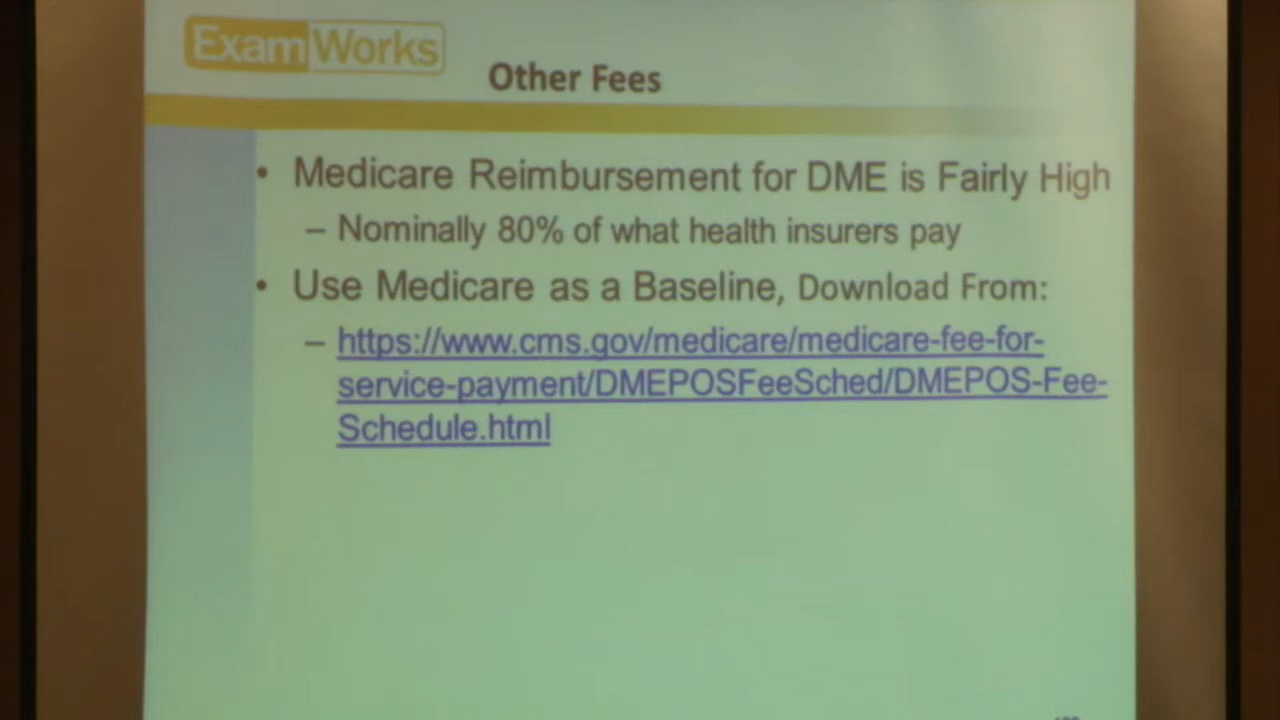 ExamWorks
Other Fees
• Medicare Reimbursement for DME is Fairly High
– Nominally 80% of what health insurers pay
• Use Medicare as a Baseline, Download From:
– https://www.cms.gov/medicare/medicare-fee-for-
service-payment/DMEPOSFeeSched/DMEPOS-Fee-
Schedule.html